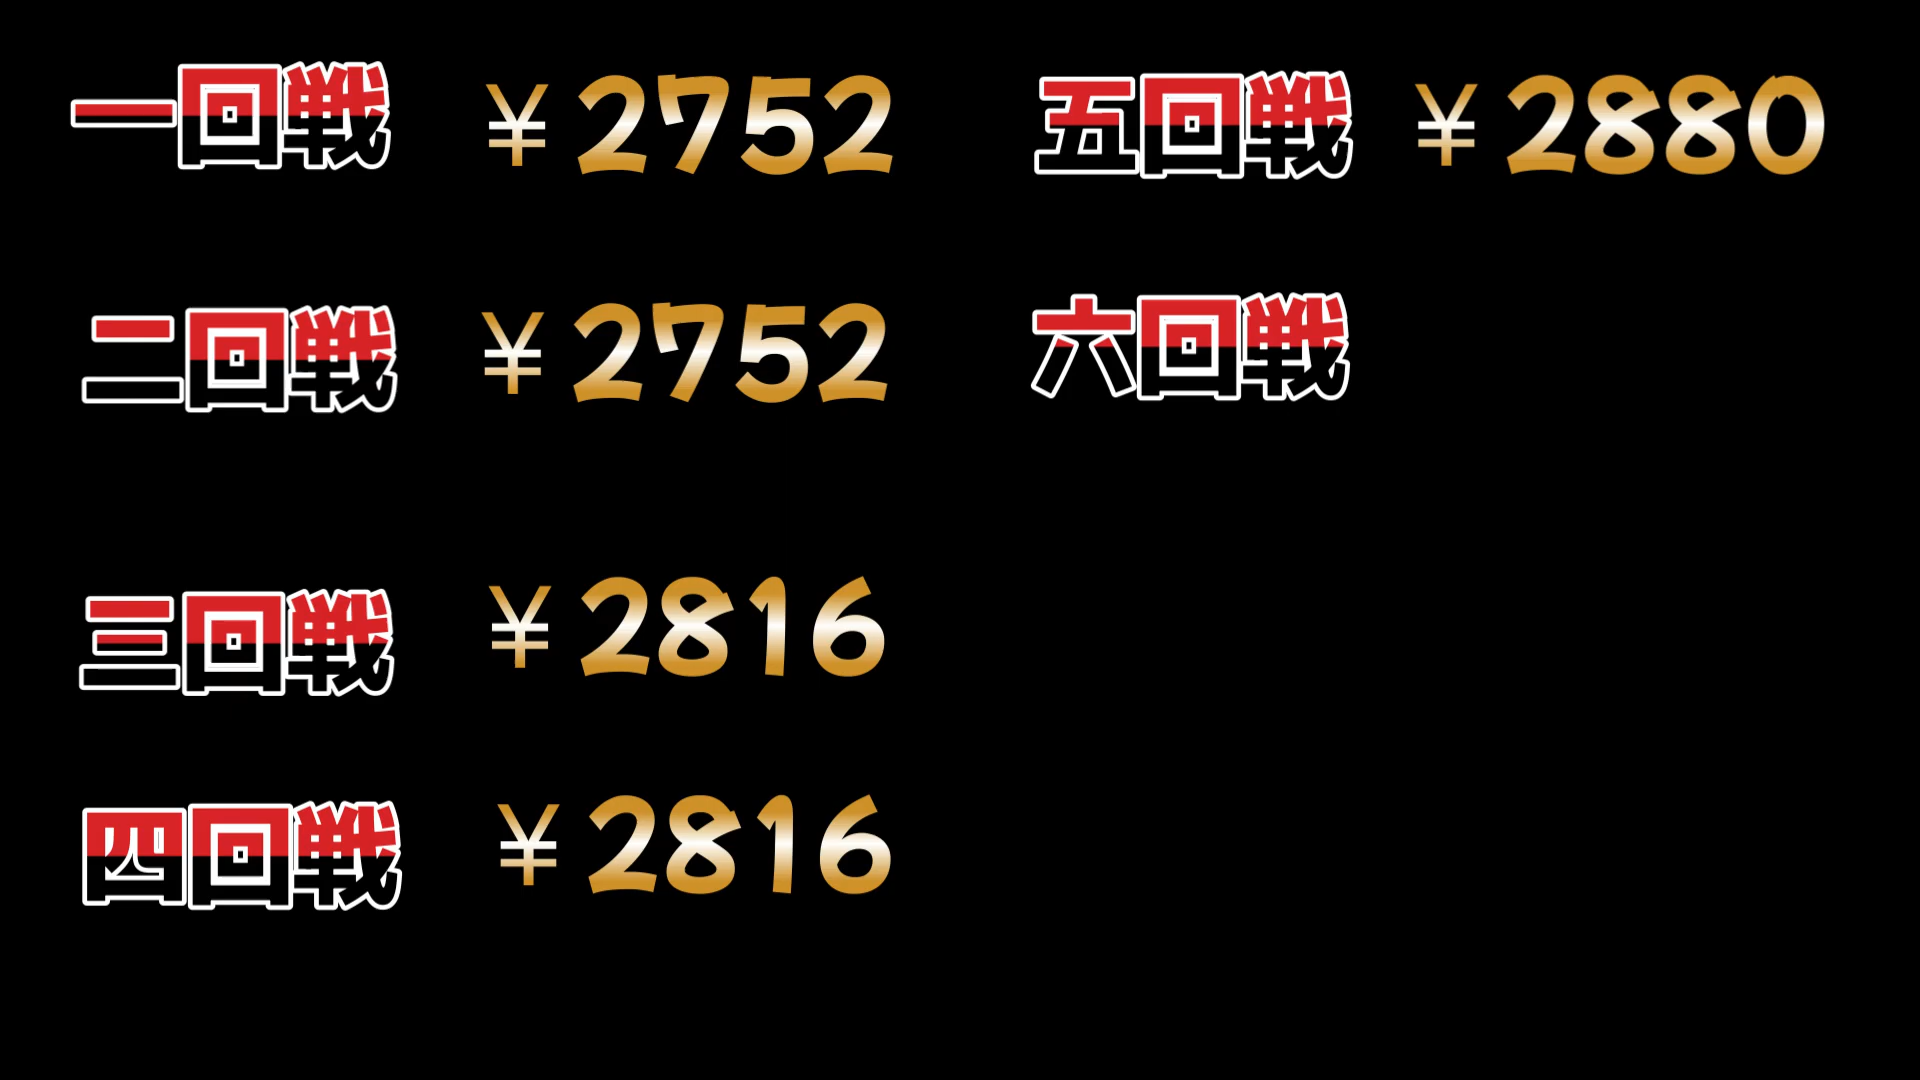 一回戦 ¥2752
二回戦 ¥2752
三回戦 ¥2816
四回戦 ¥2816
五回戦 ¥2880
六回戦